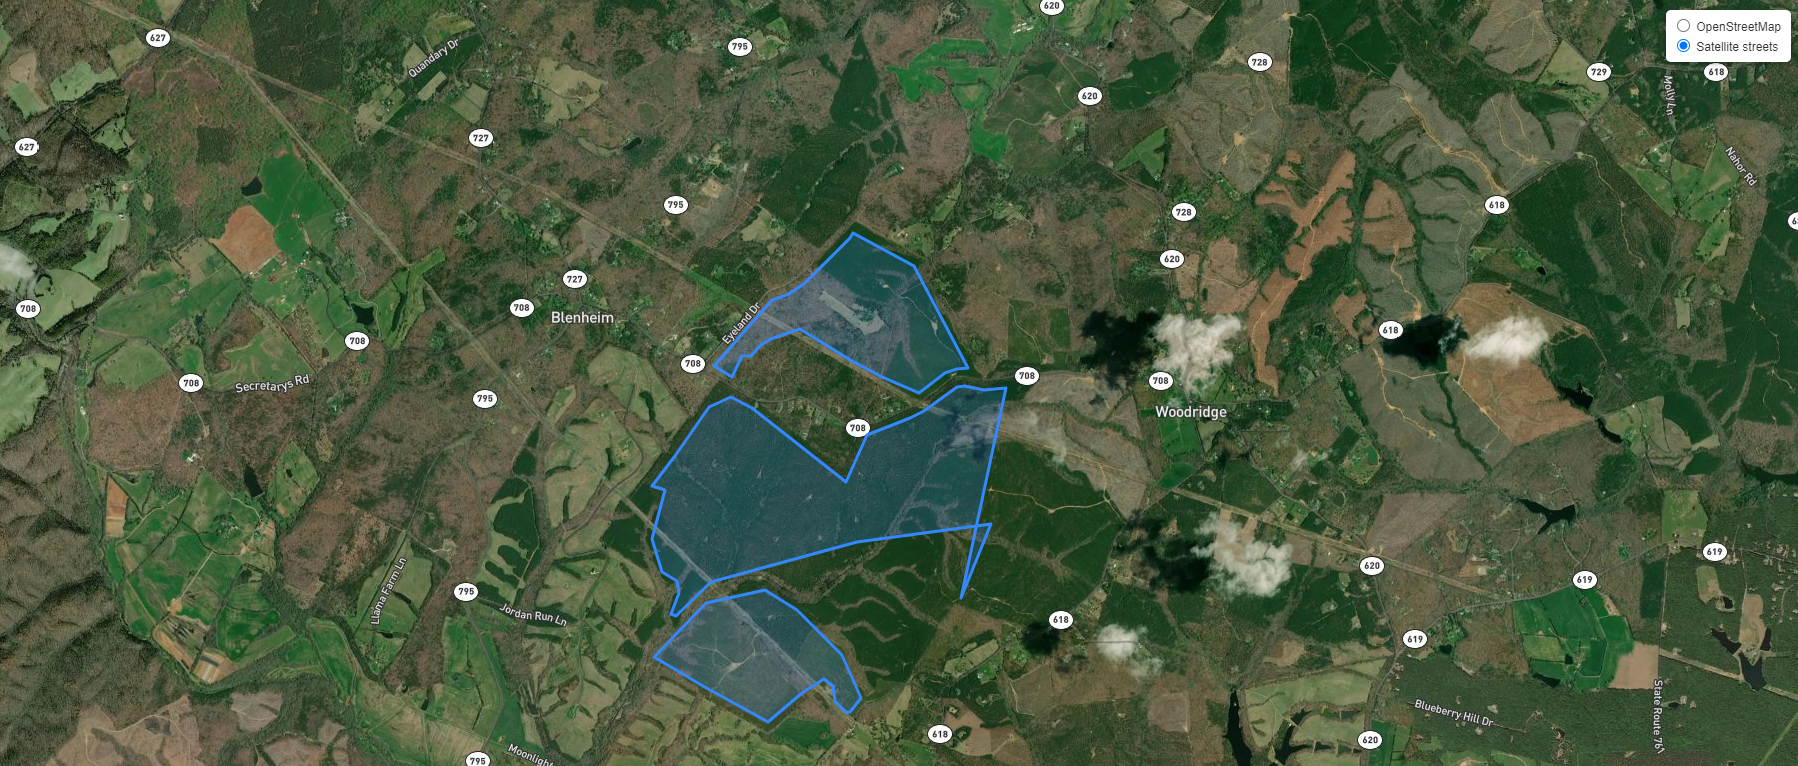 620
627
Quandary Dr
795
OpenStreetMap
Satellite streets
728
729
618
620
Molly Ln
727
627
Nahor Rd
795
728
618
620
727
708
708
Blenheim
Eyeland Dr
618
708
708
Secretarys Rd
708
795
708
708
Woodridge
708
619
Llama Farm Ln
620
619
795
Jordan Run Ln
618
619
State Route 761
Blueberry Hill Dr
618
620
Moonlight
795